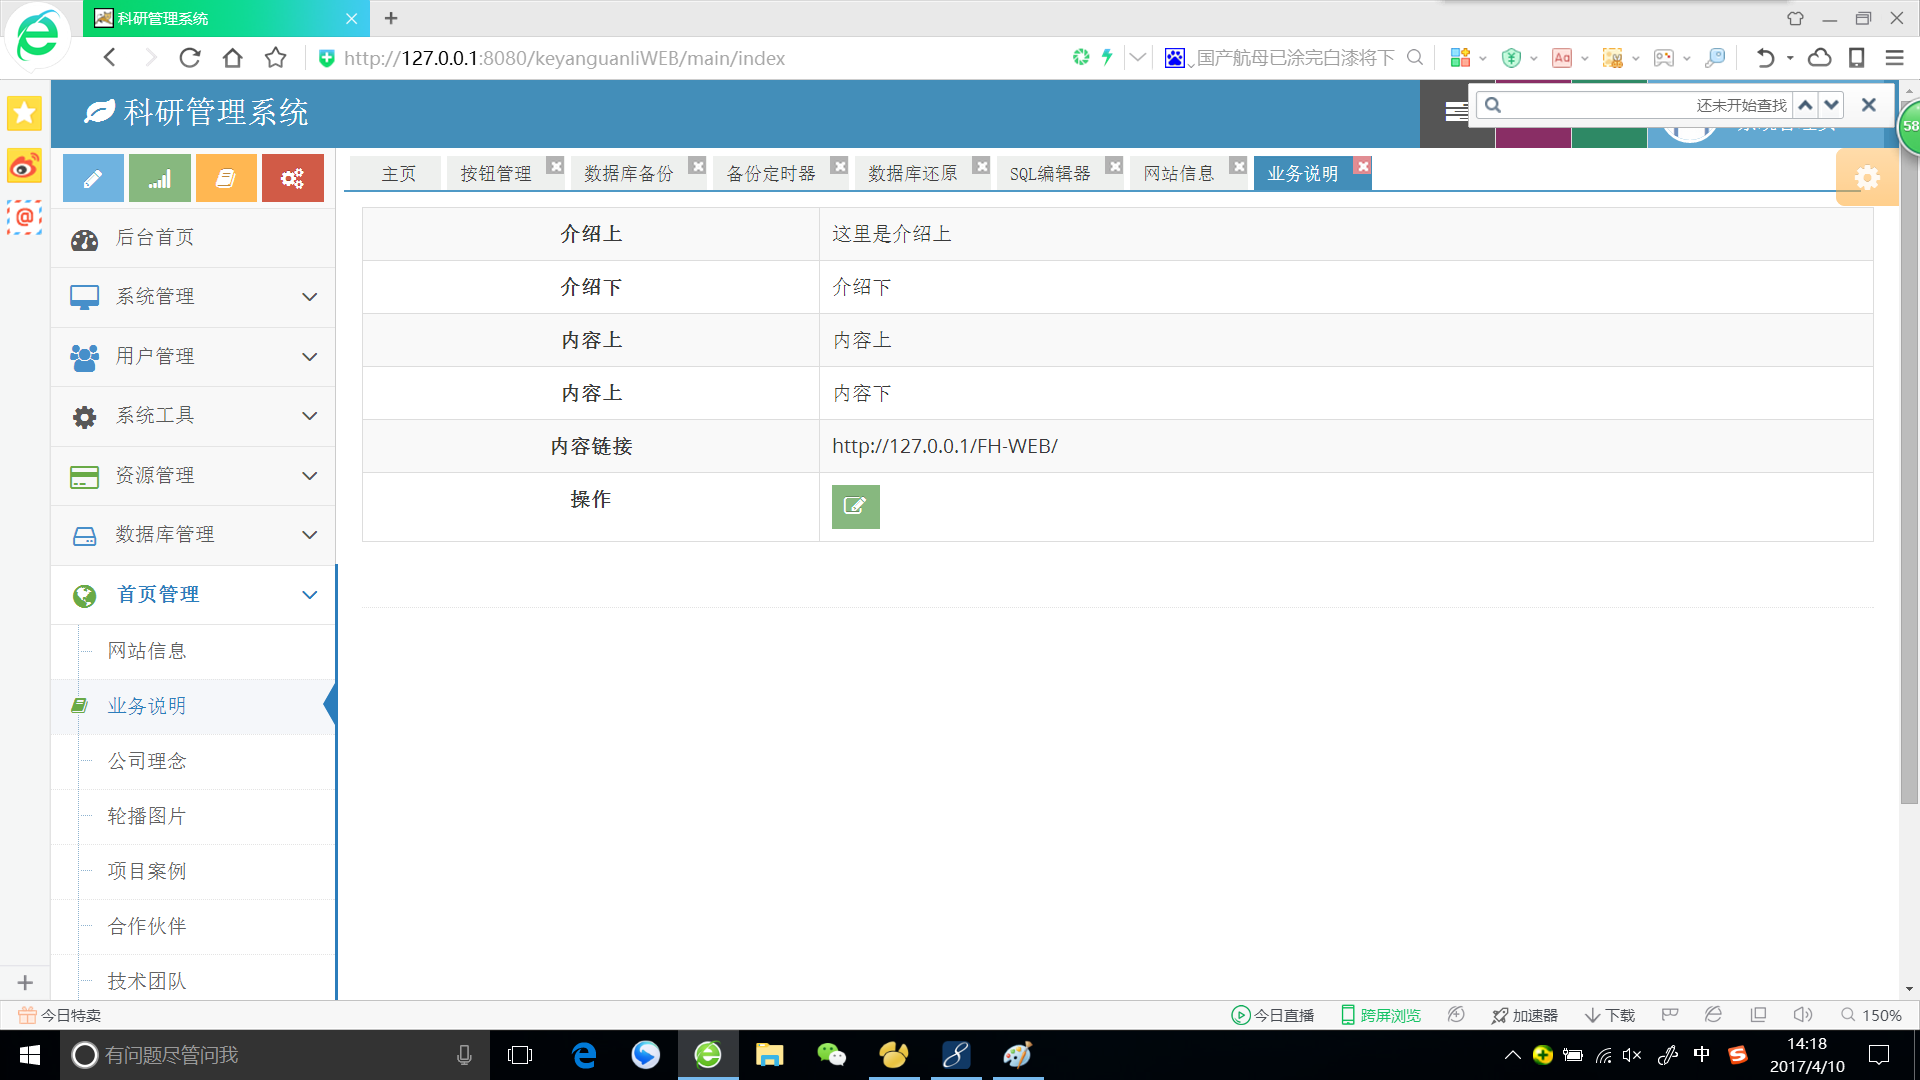 科研管理系统
http://127.0.0.1:8080/keyanguanliWEB/main/index
国产航母已涂完白漆将下
科研管理系统
还未开始查找
58
主页
按钮管理
数据库备份
备份定时器
数据库还原
SQL编辑器
网站信息
业务说明
后台首页
系统管理
用户管理
系统工具
资源管理
数据库管理
首页管理
网站信息
业务说明
公司理念
轮播图片
项目案例
合作伙伴
技术团队
介绍上 这里是介绍上
介绍下 介绍下
内容上 内容上
内容上 内容下
内容链接 http://127.0.0.1/FH-WEB/
操作
今日特卖
今日直播
跨屏浏览
加速器
下载
150%
有问题尽管问我
中
14:18
2017/4/10